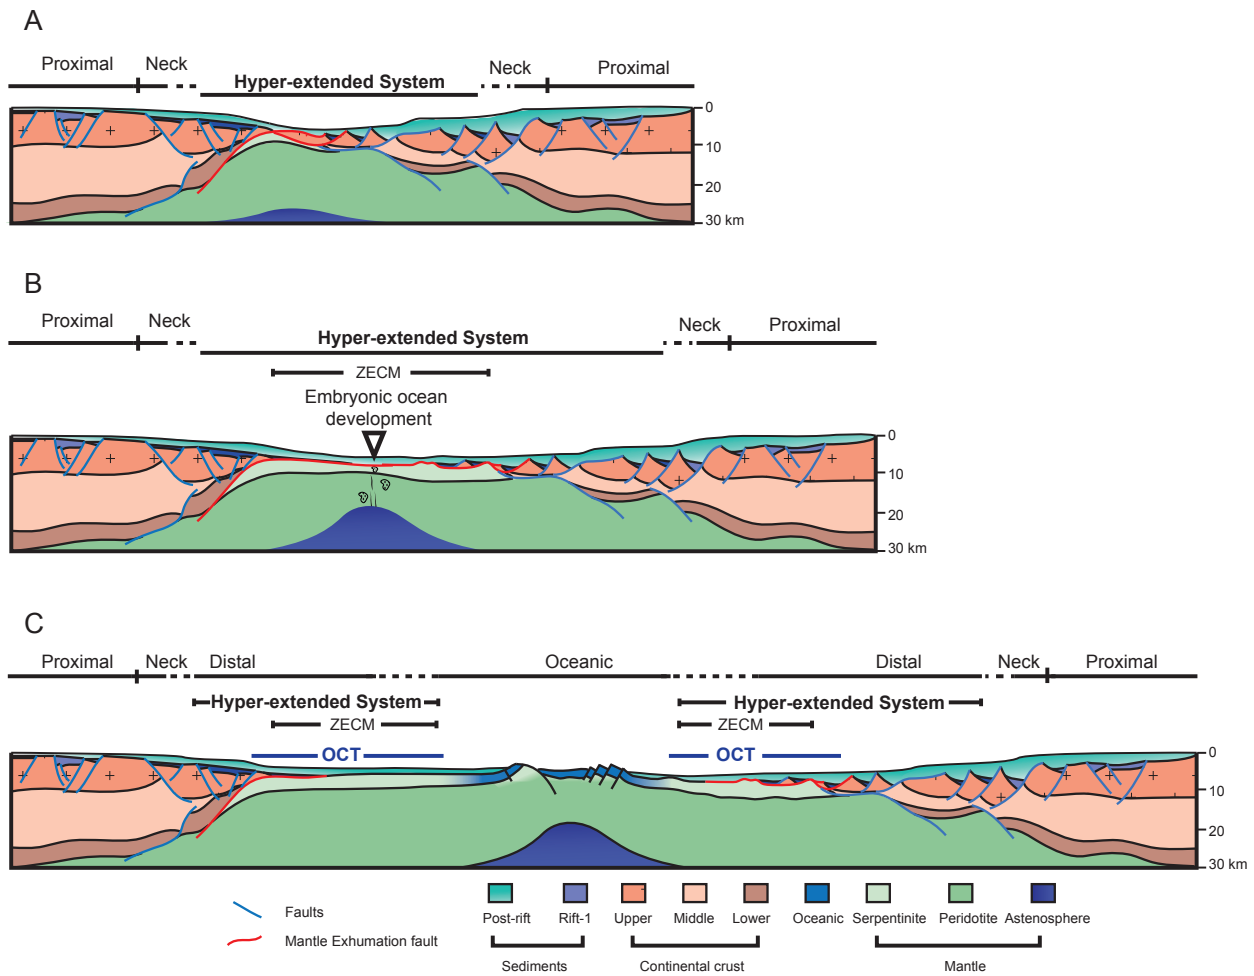 A
Proximal Neck Hyper-extended System Neck Proximal
0
10
20
30 km
B
Proximal Neck Hyper-extended System Neck Proximal
ZECM
Embryonic ocean
development
0
10
20
30 km
C
Proximal Neck Distal Oceanic Distal Neck Proximal
Hyper-extended System Hyper-extended System
ZECM ZECM
OCT OCT
0
10
20
30 km
Faults
Mantle Exhumation fault
Post-rift Rift-1 Upper Middle Lower Oceanic Serpentinite Peridotite Astenosphere
Sediments Continental crust Mantle